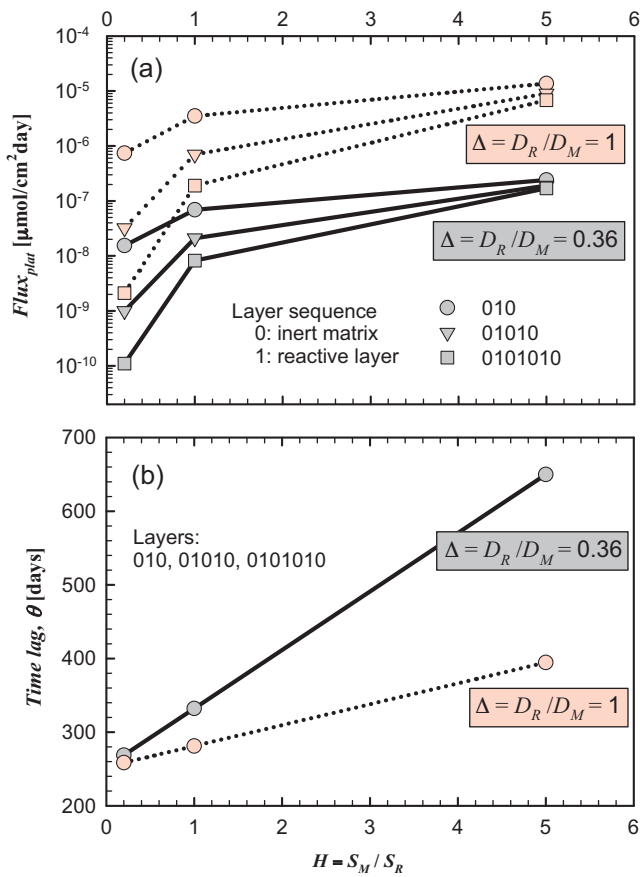 0 1 2 3 4 5 6
10⁻⁴
(a)
10⁻⁵
10⁻⁶
Δ = D_R / D_M = 1
10⁻⁷
Flux_plat [μmol/cm² day]
10⁻⁸
Δ = D_R / D_M = 0.36
10⁻⁹
Layer sequence
0: inert matrix
1: reactive layer
010
01010
0101010
10⁻¹⁰
700
(b)
600
Layers:
010, 01010, 0101010
Δ = D_R / D_M = 0.36
500
Time lag, θ [days]
400
Δ = D_R / D_M = 1
300
200
0 1 2 3 4 5 6
H = S_M / S_R